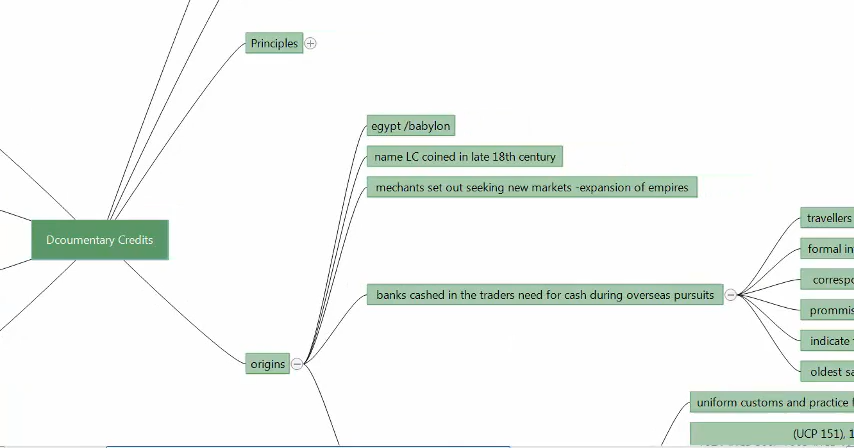 Principles
egypt /babylon
name LC coined in late 18th century
mechants set out seeking new markets -expansion of empires
travellers
Dcoumentary Credits
formal in
correspo
banks cashed in the traders need for cash during overseas pursuits
prommis
indicate
origins
oldest sa
uniform customs and practice f
(UCP 151), 1